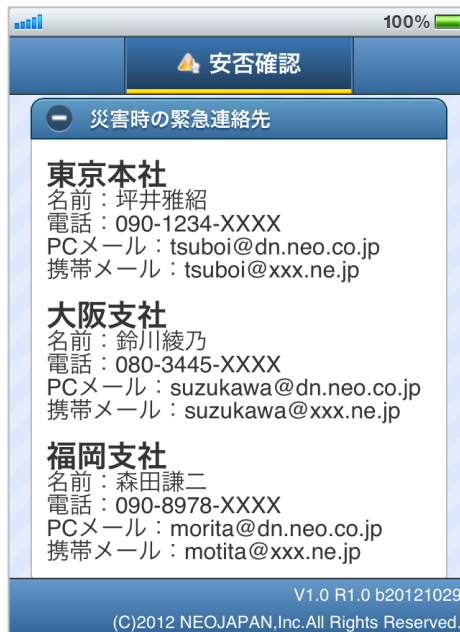 100%
安否確認
災害時の緊急連絡先
東京本社
名前：坪井雅紹
電話：090-1234-XXXX
PCメール：tsuboi@dn.neo.co.jp
携帯メール：tsuboi@xxx.ne.jp
大阪支社
名前：鈴川綾乃
電話：080-3445-XXXX
PCメール：suzukawa@dn.neo.co.jp
携帯メール：suzukawa@xxx.ne.jp
福岡支社
名前：森田謙二
電話：090-8978-XXXX
PCメール：morita@dn.neo.co.jp
携帯メール：motita@xxx.ne.jp
V1.0 R1.0 b20121029
(C)2012 NEOJAPAN,Inc.All Rights Reserved.